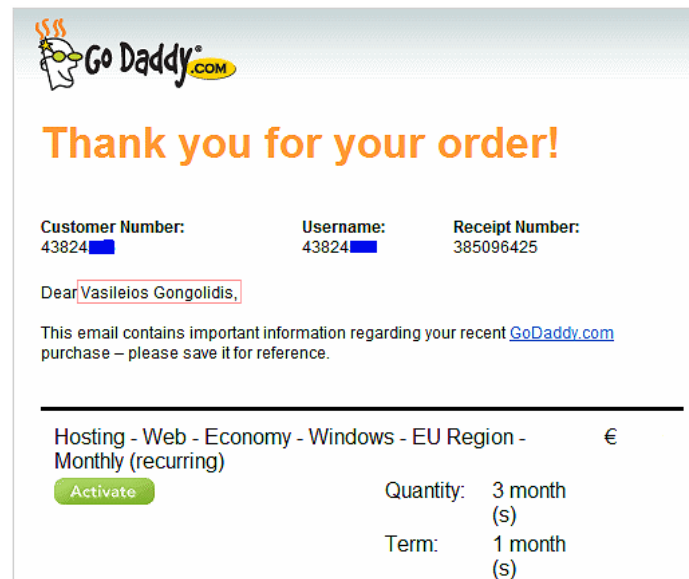 Go Daddy®.COM
Thank you for your order!
Customer Number: Username: Receipt Number:
43824 43824 385096425
Dear Vasileios Gongolidis,
This email contains important information regarding your recent GoDaddy.com
purchase – please save it for reference.
Hosting - Web - Economy - Windows - EU Region - €
Monthly (recurring)
Activate Quantity: 3 month
(s)
Term: 1 month
(s)